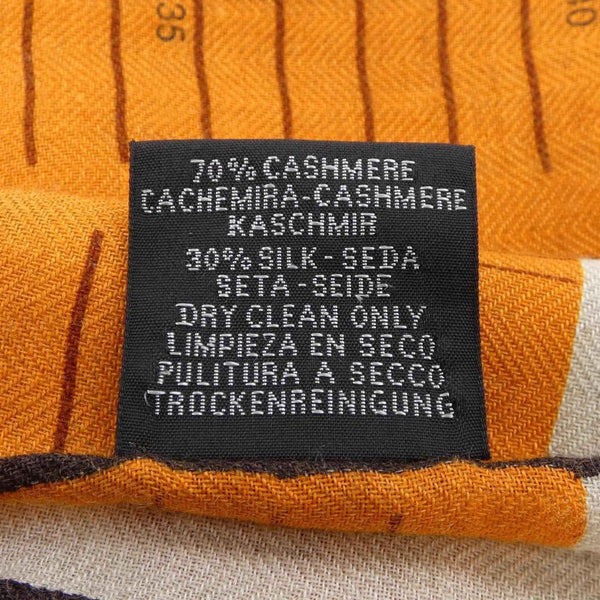 35
40
70% CASHMERE
CACHEMIRA-CASHMERE
KASCHMIR
30% SILK - SEDA
SETA - SEIDE
DRY CLEAN ONLY
LIMPIEZA EN SECO
PULITURA A SECCO
TROCKENREINIGUNG